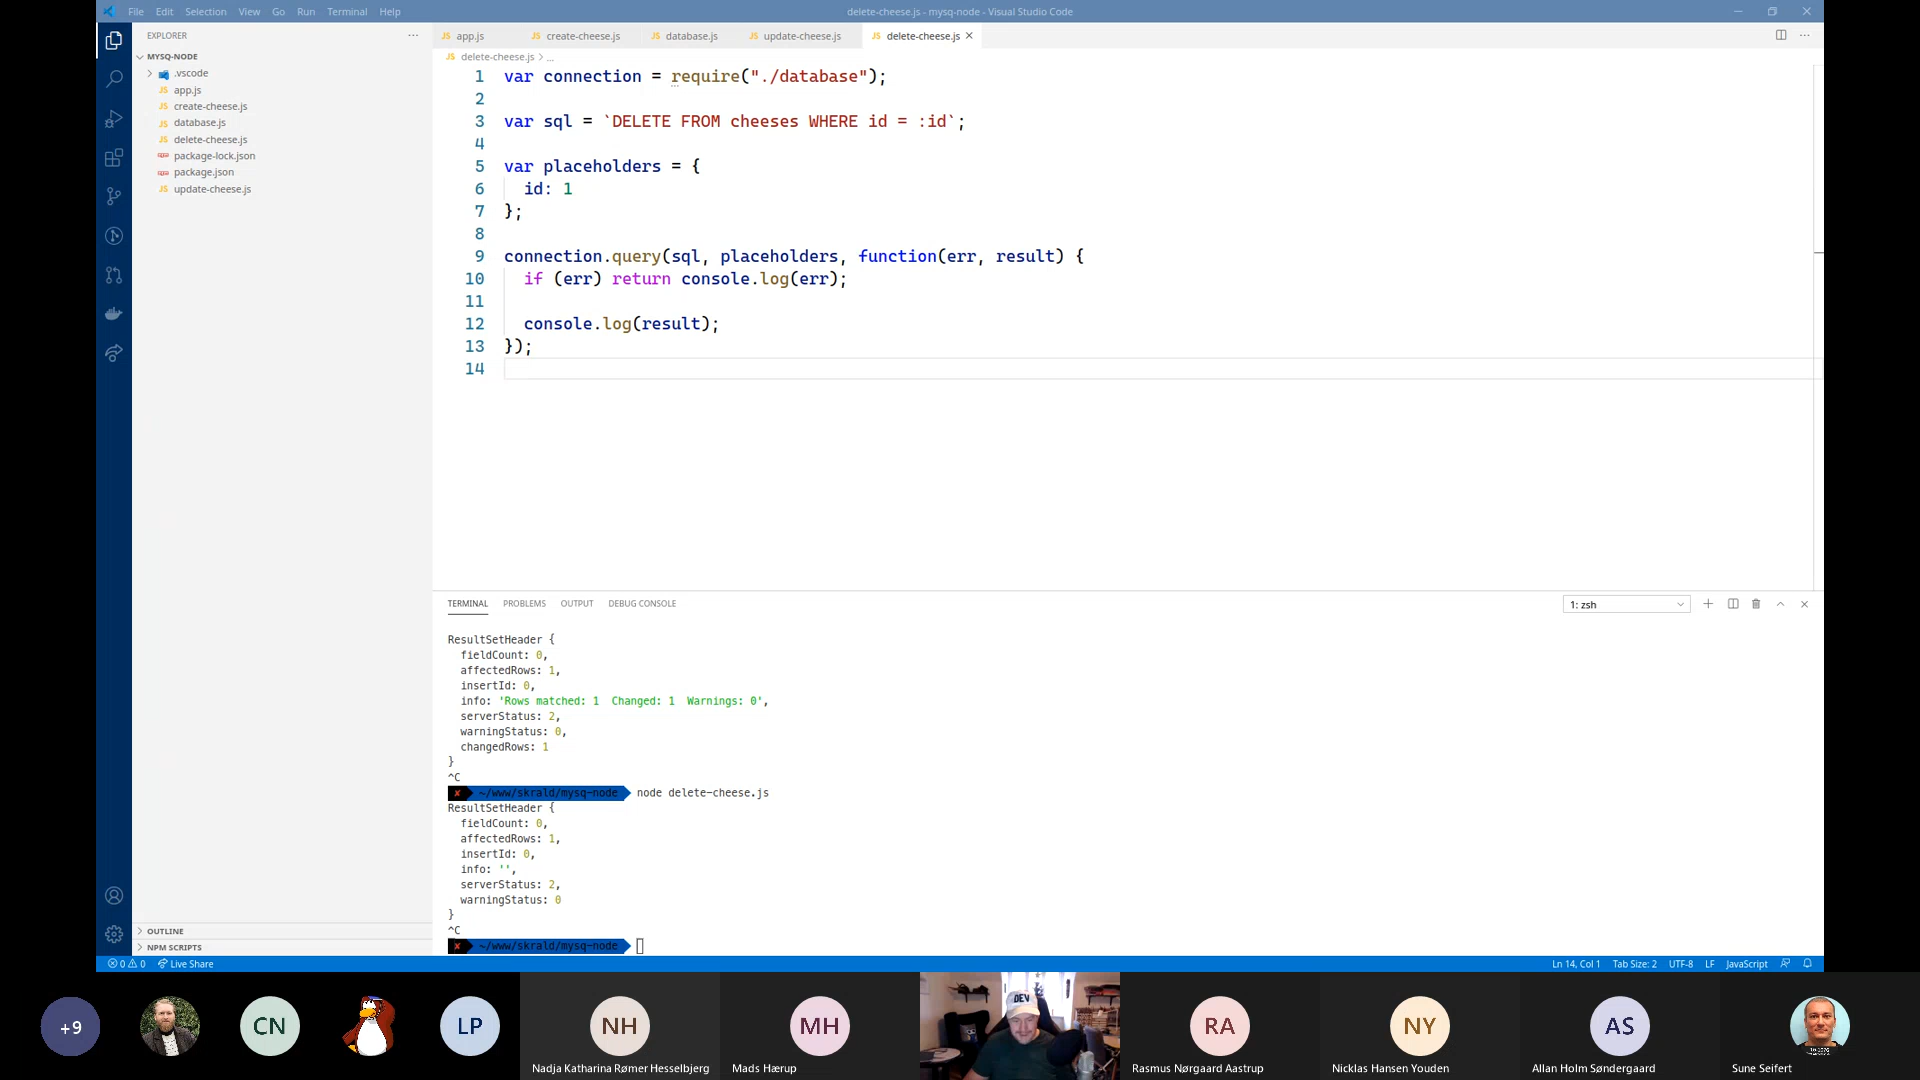 File Edit Selection View Go Run Terminal Help
delete-cheese.js - mysq-node - Visual Studio Code
EXPLORER
MYSQ-NODE
.vscode
app.js
create-cheese.js
database.js
delete-cheese.js
package-lock.json
package.json
update-cheese.js
OUTLINE
NPM SCRIPTS
JS app.js JS create-cheese.js JS database.js JS update-cheese.js JS delete-cheese.js
JS delete-cheese.js > ...
1 var connection = require("./database");
2
3 var sql = `DELETE FROM cheeses WHERE id = :id`;
4
5 var placeholders = {
6 id: 1
7 };
8
9 connection.query(sql, placeholders, function(err, result) {
10 if (err) return console.log(err);
11
12 console.log(result);
13 });
14
TERMINAL PROBLEMS OUTPUT DEBUG CONSOLE
1: zsh
ResultSetHeader {
fieldCount: 0,
affectedRows: 1,
insertId: 0,
info: 'Rows matched: 1  Changed: 1  Warnings: 0',
serverStatus: 2,
warningStatus: 0,
changedRows: 1
}
^C
✘ ~/www/skrald/mysq-node node delete-cheese.js
ResultSetHeader {
fieldCount: 0,
affectedRows: 1,
insertId: 0,
info: '',
serverStatus: 2,
warningStatus: 0
}
^C
✘ ~/www/skrald/mysq-node
0 0 Live Share
Ln 14, Col 1 Tab Size: 2 UTF-8 LF JavaScript
+9
CN
LP
NH
Nadja Katharina Rømer Hesselbjerg
MH
Mads Hærup
DEV
RA
Rasmus Nørgaard Aastrup
NY
Nicklas Hansen Youden
AS
Allan Holm Søndergaard
Sune Seifert